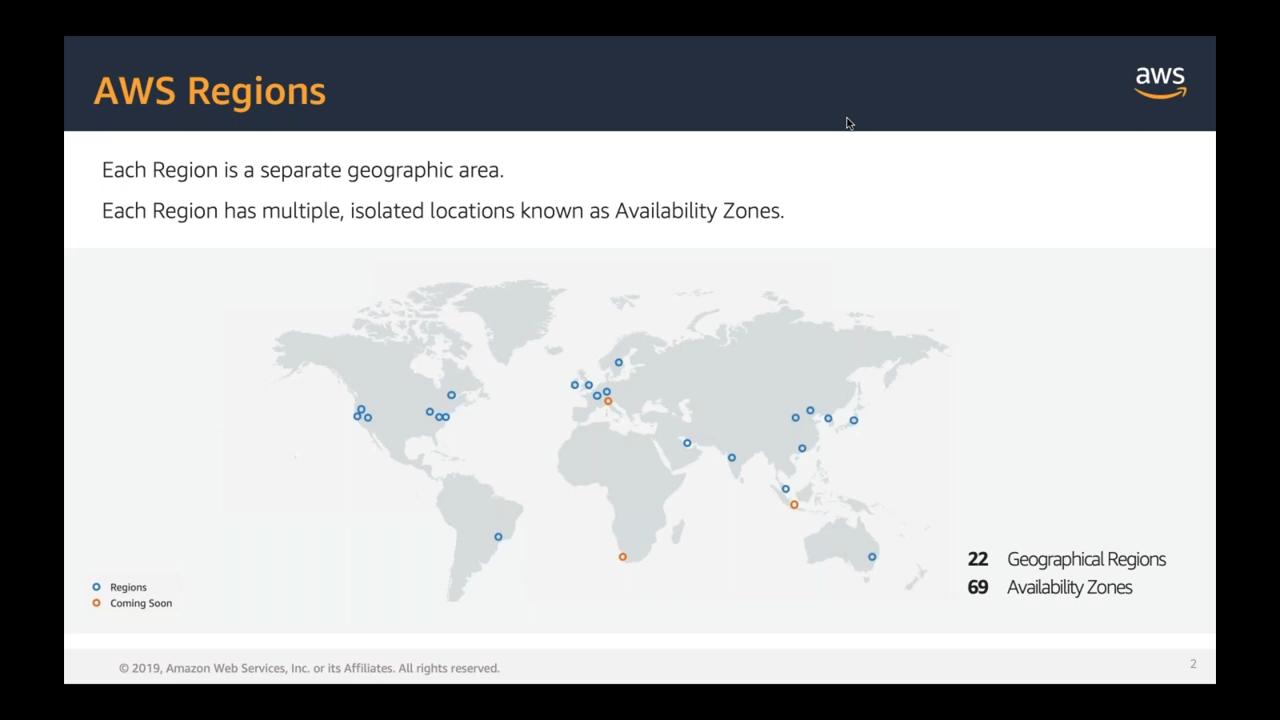 AWS Regions
aws
Each Region is a separate geographic area.
Each Region has multiple, isolated locations known as Availability Zones.
22 Geographical Regions
69 Availability Zones
Regions
Coming Soon
© 2019, Amazon Web Services, Inc. or its Affiliates. All rights reserved.
2